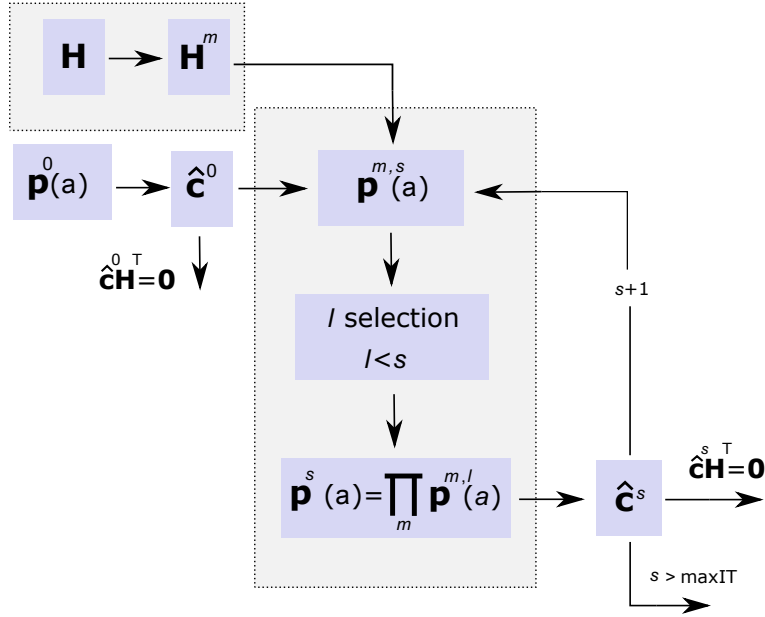 H
H^m
p^0(a)
ĉ^0
p^{m,s}(a)
ĉ^0 H^T=0
s+1
l selection
l<s
p^s(a)=∏_m p^{m,l}(a)
ĉ^s
ĉ^s H^T=0
s > maxIT